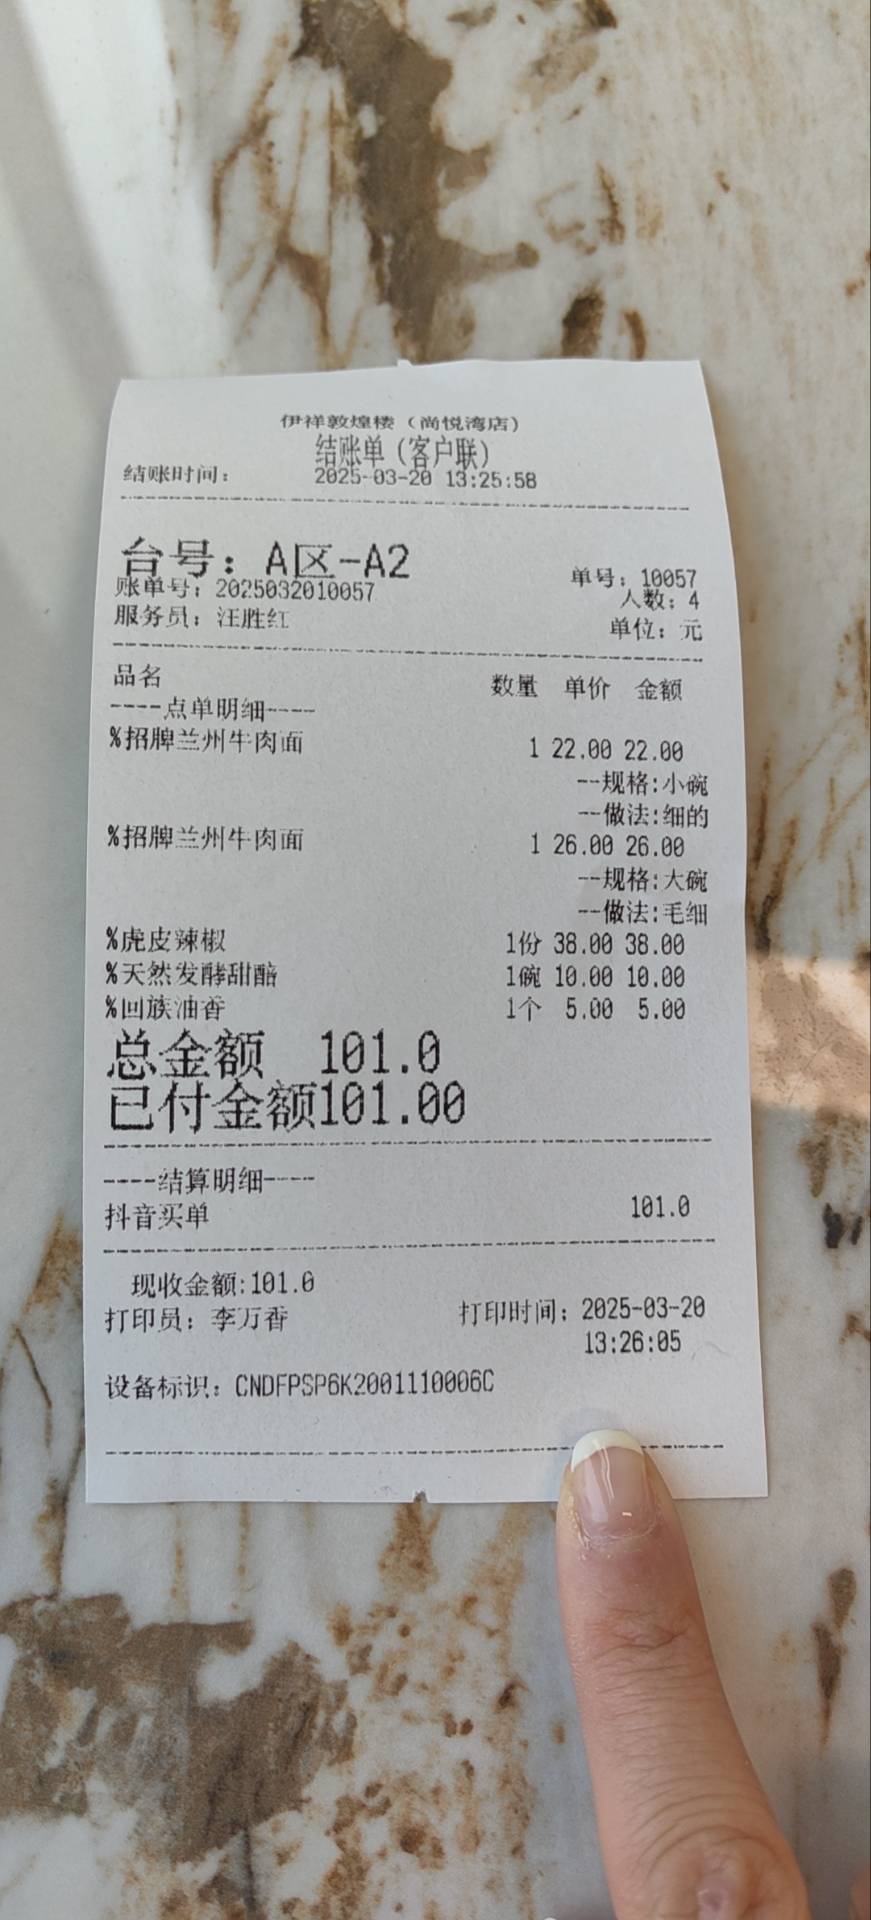 伊祥敦煌楼（尚悦湾店）
结账单（客户联）
结账时间： 2025-03-20 13:25:58
台号：A区-A2
单号：10057
账单号：2025032010057
人数：4
服务员：汪胜红
单位：元
品名 数量 单价 金额
----点单明细----
%招牌兰州牛肉面 1 22.00 22.00
--规格:小碗
--做法:细的
%招牌兰州牛肉面 1 26.00 26.00
--规格:大碗
--做法:毛细
%虎皮辣椒 1份 38.00 38.00
%天然发酵甜醅 1碗 10.00 10.00
%回族油香 1个 5.00 5.00
总金额 101.0
已付金额101.00
----结算明细----
抖音买单 101.0
现收金额:101.0
打印员：李万香 打印时间：2025-03-20
13:26:05
设备标识：CNDFPSP6K2001110006C